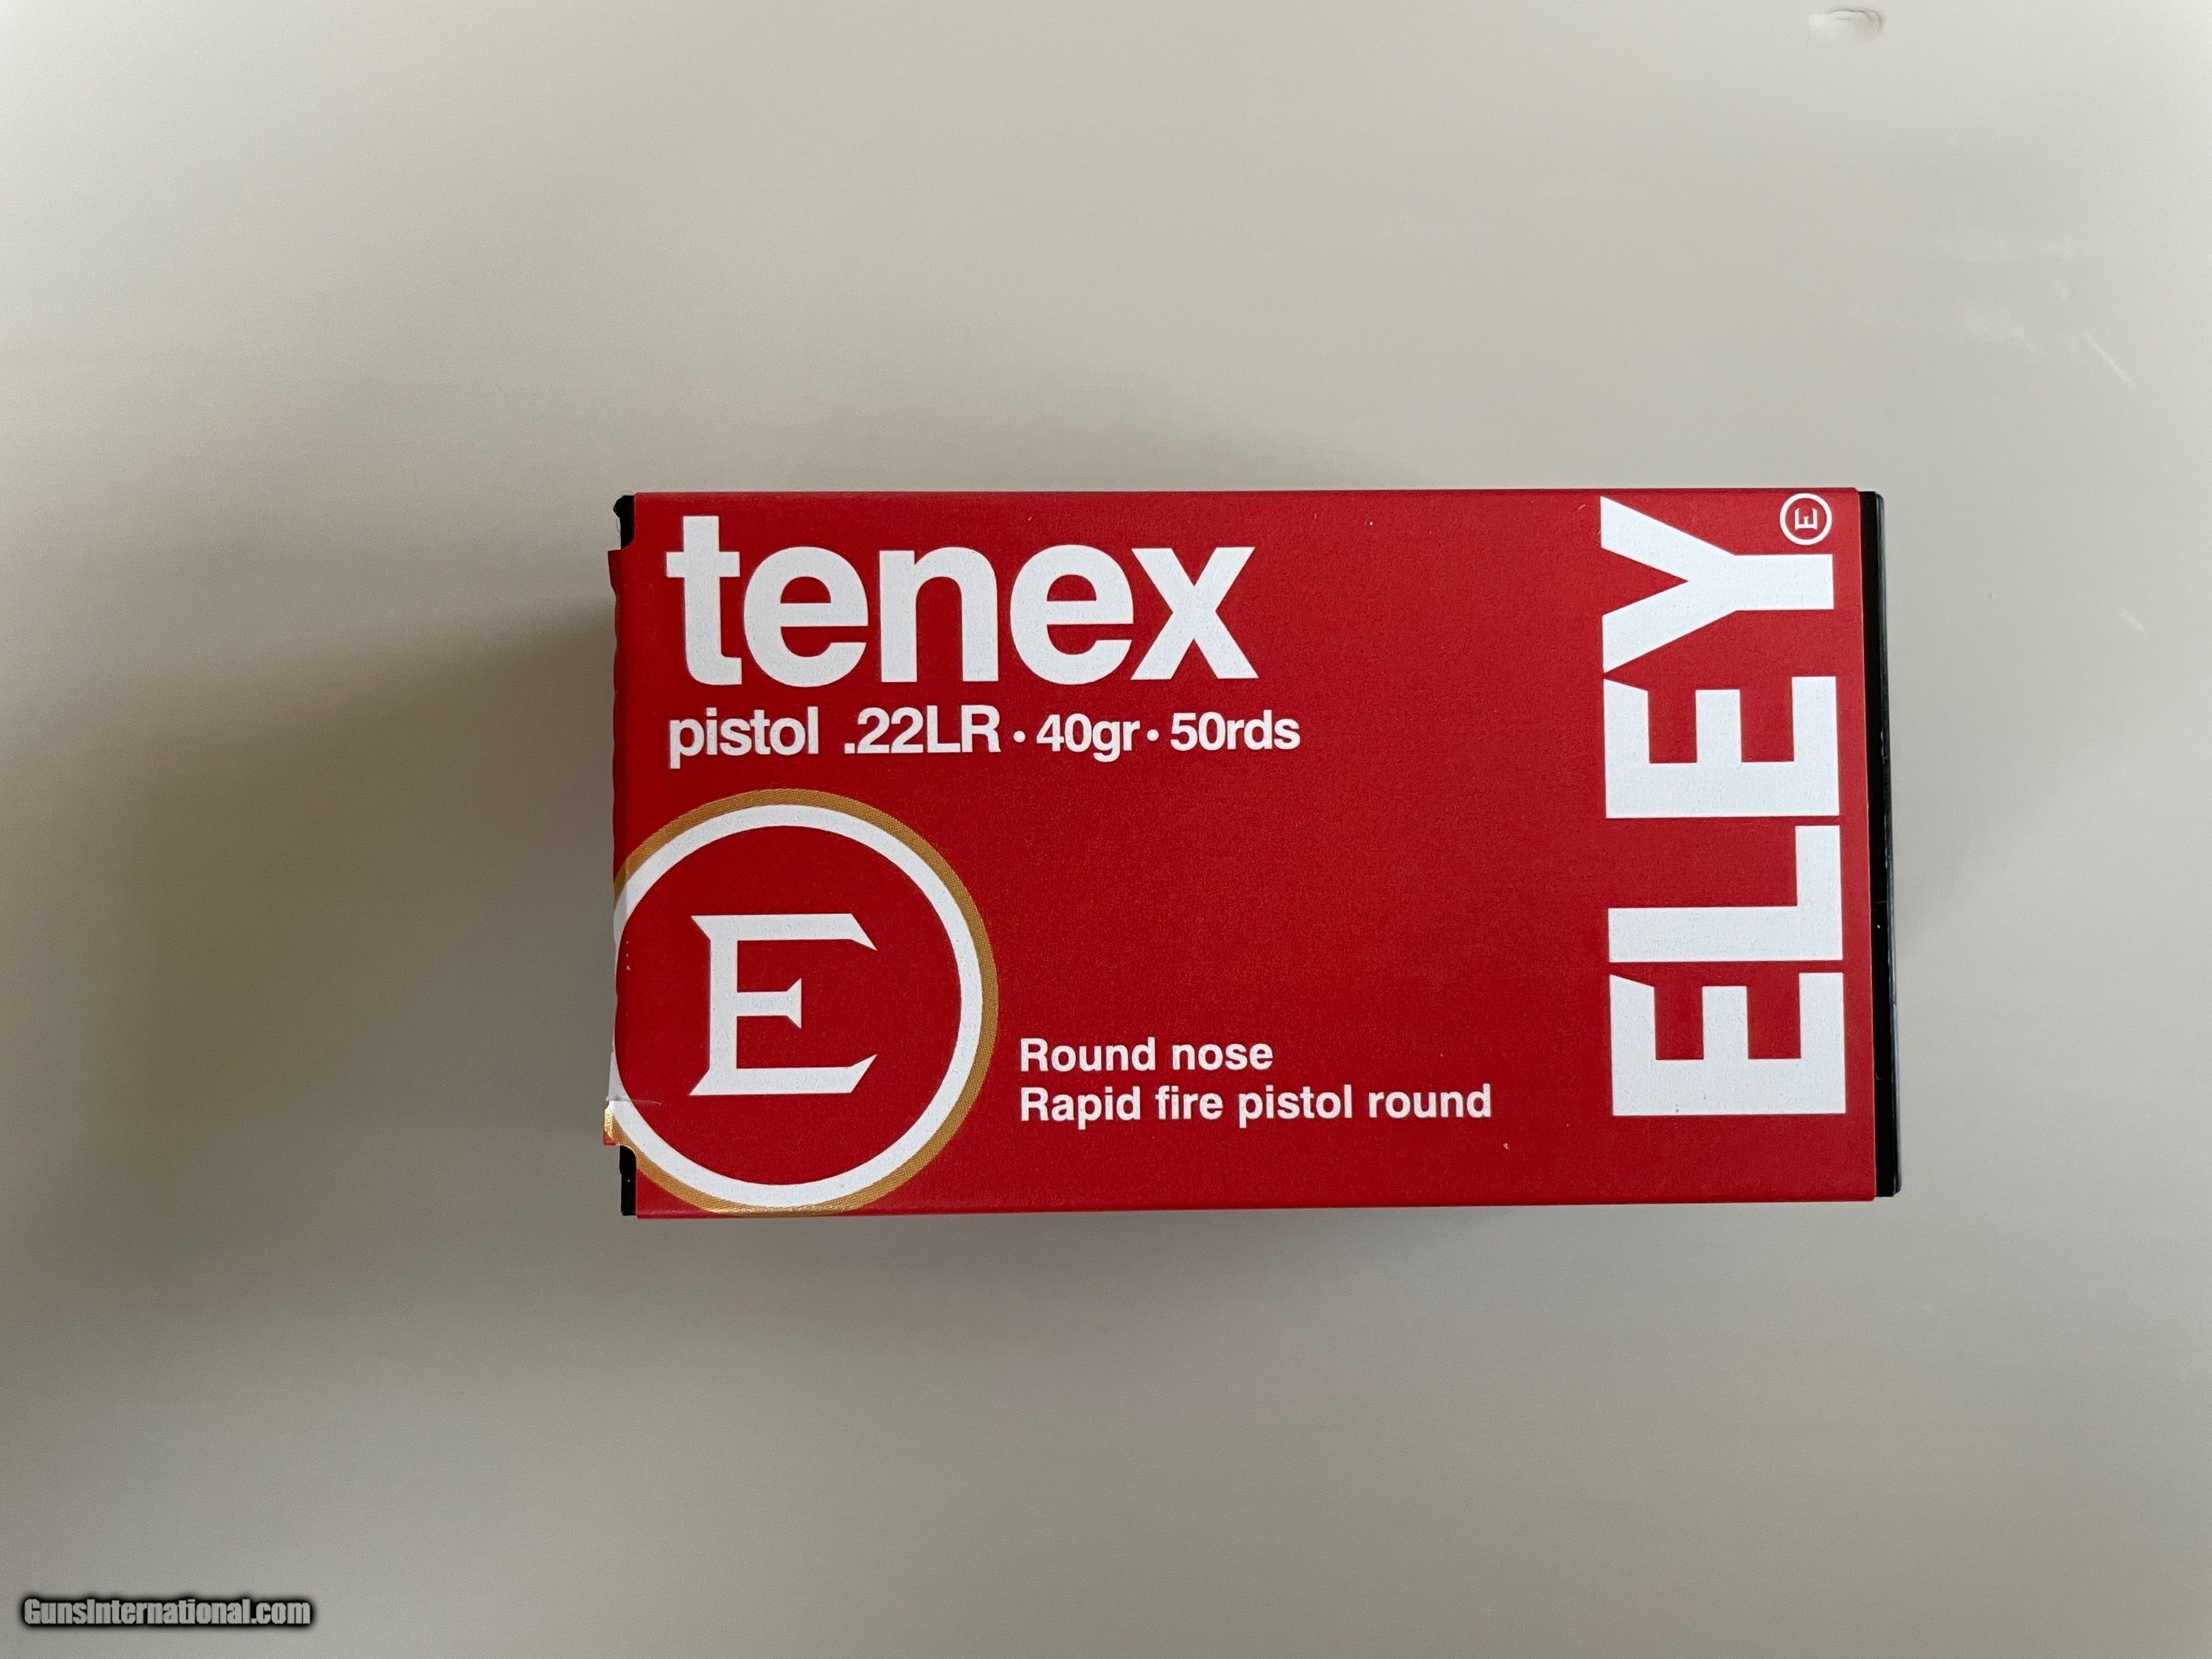 tenex
pistol .22LR · 40gr · 50rds
E
Round nose
Rapid fire pistol round
ELEY
E
GunsInternational.com